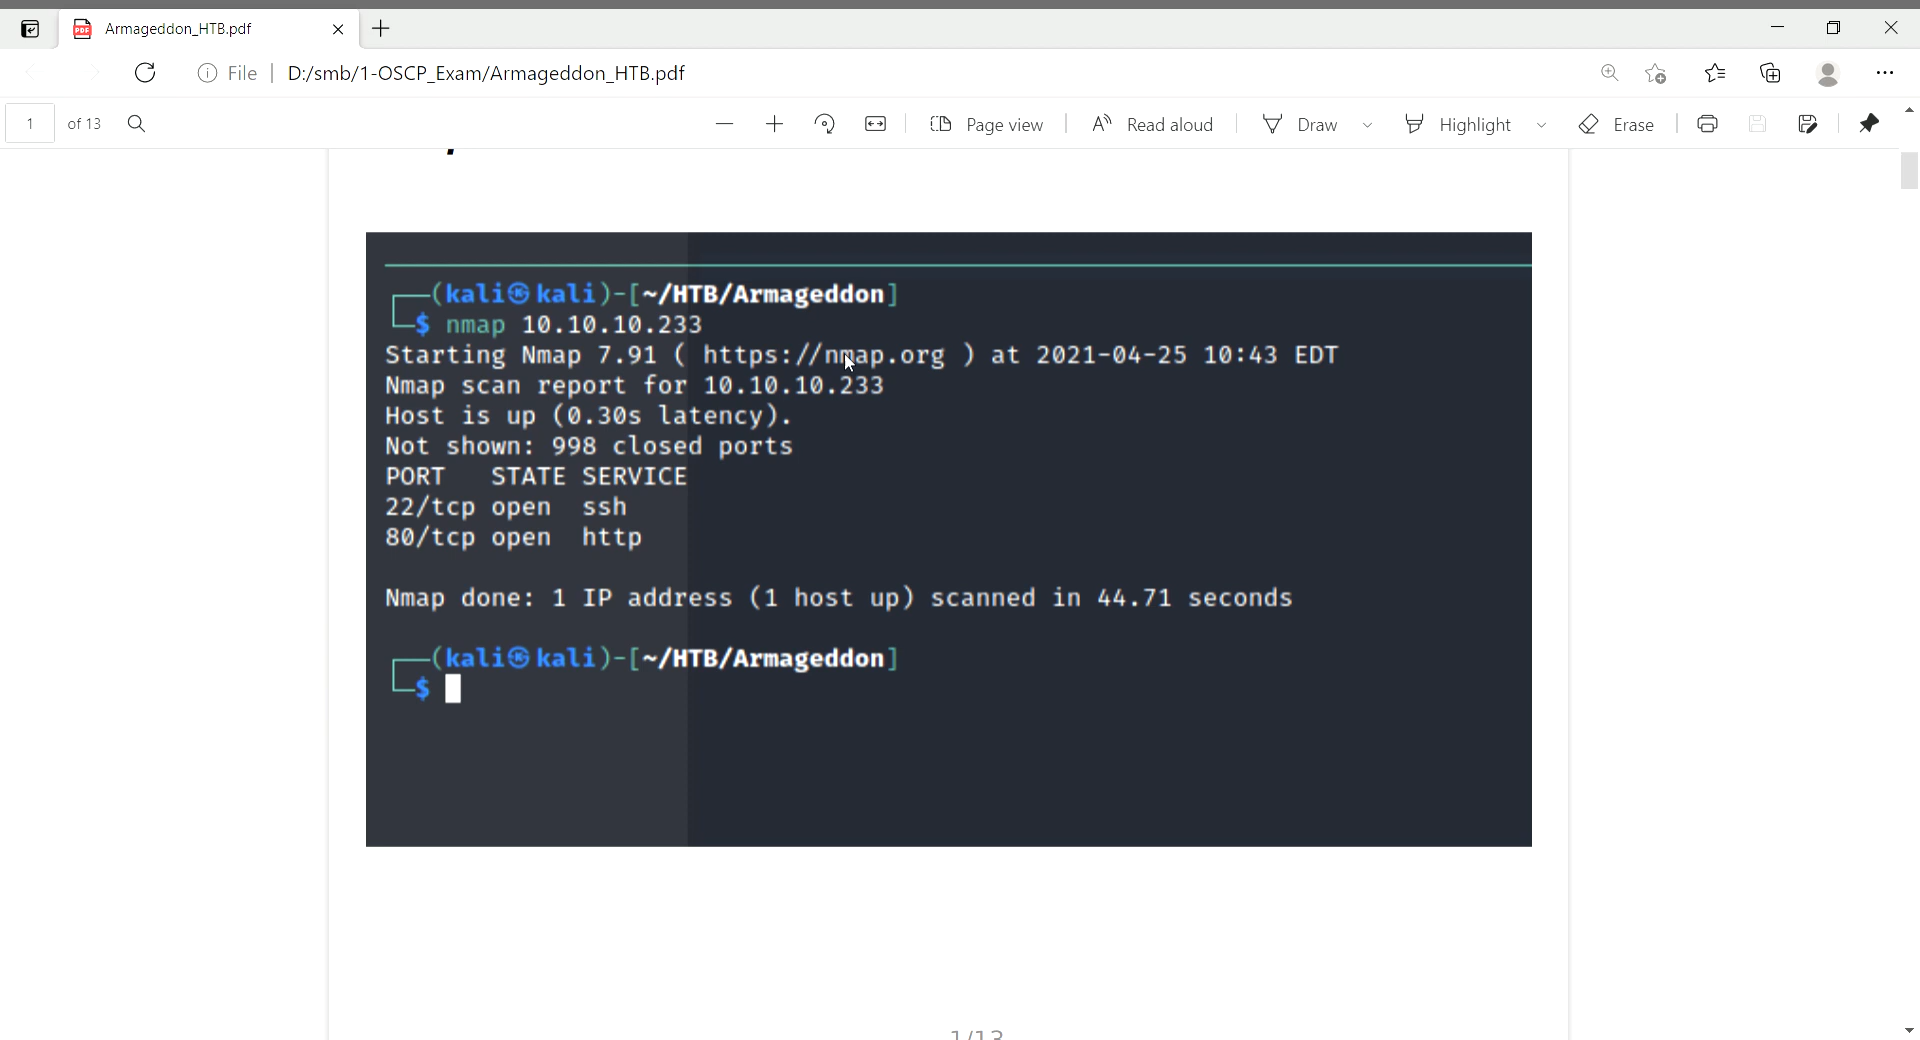 Armageddon_HTB.pdf
File | D:/smb/1-OSCP_Exam/Armageddon_HTB.pdf
1 of 13 Page view Read aloud Draw Highlight Erase
(kali㉿kali)-[~/HTB/Armageddon]
$ nmap 10.10.10.233
Starting Nmap 7.91 ( https://nmap.org ) at 2021-04-25 10:43 EDT
Nmap scan report for 10.10.10.233
Host is up (0.30s latency).
Not shown: 998 closed ports
PORT   STATE SERVICE
22/tcp open  ssh
80/tcp open  http
Nmap done: 1 IP address (1 host up) scanned in 44.71 seconds
(kali㉿kali)-[~/HTB/Armageddon]
$
1/13